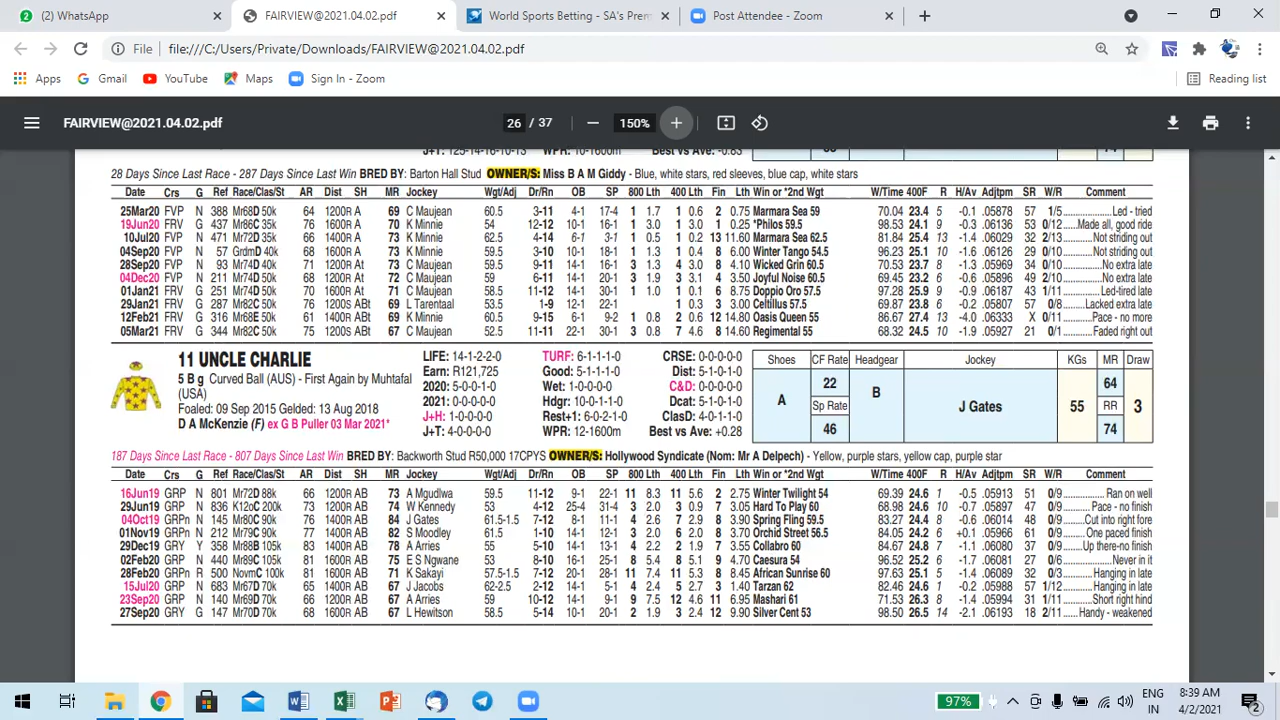 (2) WhatsApp
FAIRVIEW@2021.04.02.pdf
World Sports Betting - SA's Prem
Post Attendee - Zoom
File
file:///C:/Users/Private/Downloads/FAIRVIEW@2021.04.02.pdf
Apps Gmail YouTube Maps Sign In - Zoom Reading list
FAIRVIEW@2021.04.02.pdf 26 / 37 150%
J+T: 125-14-16-10-13 WPR: 10-1600m Best vs Ave -0.83
28 Days Since Last Race - 287 Days Since Last Win BRED BY: Barton Hall Stud OWNER/S: Miss B A M Giddy - Blue, white stars, red sleeves, blue cap, white stars
Date Crs G Ref Race/Clas/St AR Dist SH MR Jockey Wgt/Adj Dr/Rn OB SP 800 Lth 400 Lth Fin Lth Win or *2nd Wgt W/Time 400F R H/Av Adjtpm SR W/R Comment
25Mar20 FVP N 388 Mr68D 50k 64 1200R A 69 C Maujean 60.5 3-11 4-1 17-4 1 1.7 1 0.6 2 0.75 Marmara Sea 59 70.04 23.4 5 -0.1 .05878 57 1/5 Led - tried
19Jun20 FRV G 437 Mr86C 35k 76 1600R A 54 K Minnie 54 12-12 10-1 16-1 1 3.0 1 3.0 1 0.25 *Philos 59.5 98.53 24.1 9 -0.3 .06136 53 0/12 Made all, good ride
10Jul20 FVP N 471 Mr72D 35k 66 1400R A 73 K Minnie 62.5 4-14 6-1 7-1 3 0.5 1 0.2 13 11.60 Marmara Sea 62.5 81.84 25.4 13 -1.4 .06029 32 2/13 Not striding out
04Sep20 FVP N 57 GrdmD 40k 68 1600R A 73 K Minnie 59.5 3-10 10-1 18-1 1 1.3 1 0.4 8 6.00 Winter Tango 54.5 96.23 25.1 10 -1.6 .06126 29 0/10 Not striding out
28Sep20 FVP N 93 Mr74D 40k 71 1200R At 73 C Maujean 59.5 9-11 14-1 20-1 3 1.3 4 3.0 8 4.10 Wicked Grin 60.5 70.53 23.7 8 -1.3 .05969 34 0/10 No extra late
04Dec20 FVP N 211 Mr74D 50k 68 1200R At 72 C Maujean 59 6-11 14-1 20-1 3 1.9 3 3.1 4 3.50 Joyful Noise 60.5 69.45 23.2 6 -0.6 .05896 49 2/10 No extra late
01Jan21 FVP N 253 Mr74D 50k 70 1600R At 71 C Maujean 57.5 11-12 14-1 30-1 1 1.0 4 0.1 6 8.75 Doppio Oro 57.5 97.28 25.9 9 -0.9 .06187 43 1/11 Led-tired late
29Jan21 FRV G 287 Mr82C 50k 76 1200S ABt 69 L Tarentaal 53.5 1-9 12-1 22-1 1 0.3 3 3.00 Celtillus 57.5 69.87 23.8 6 -0.2 .05807 57 0/8 Lacked extra late
12Feb21 FRV G 316 Mr68E 50k 61 1400R ABt 69 K Minnie 60.5 9-15 6-1 9-2 1 0.8 2 0.6 12 14.80 Oasis Queen 55 86.67 27.4 13 -4.0 .06333 X 0/11 Pace - no more
05Mar21 FRV G 344 Mr82C 50k 75 1200S ABt 67 C Maujean 52.5 11-11 22-1 30-1 3 0.8 7 4.6 8 14.60 Regimental 55 68.32 24.5 10 -1.9 .05927 21 0/1 Faded right out
11 UNCLE CHARLIE
5 B g Curved Ball (AUS) - First Again by Muhtafal (USA)
Foaled: 09 Sep 2015 Gelded: 13 Aug 2018
D A McKenzie (F) ex G B Puller 03 Mar 2021*
LIFE: 14-1-2-2-0 TURF: 6-1-1-1-0 CRSE: 0-0-0-0-0
Earn: R121,725 Good: 5-1-1-1-0 Dist: 5-1-0-1-0
2020: 5-0-0-1-0 Wet: 1-0-0-0-0 C&D: 0-0-0-0-0
2021: 0-0-0-0-0 Hdgr: 10-0-1-1-0 Dcat: 5-1-0-1-0
J+H: 1-0-0-0-0 Rest+1: 6-0-2-1-0 ClasD: 4-0-1-1-0
J+T: 4-0-0-0-0 WPR: 12-1600m Best vs Ave: +0.28
Shoes CF Rate Headgear Jockey KGs MR Draw
A 22 B J Gates 55 64 3
Sp Rate RR
46 74
187 Days Since Last Race - 807 Days Since Last Win BRED BY: Backworth Stud R50,000 17CPYS OWNER/S: Hollywood Syndicate (Nom: Mr A Delpech) - Yellow, purple stars, yellow cap, purple star
Date Crs G Ref Race/Clas/St AR Dist SH MR Jockey Wgt/Adj Dr/Rn OB SP 800 Lth 400 Lth Fin Lth Win or *2nd Wgt W/Time 400F R H/Av Adjtpm SR W/R Comment
16Jun19 GRP N 801 Mr72D 88k 66 1200R AB 73 A Mgudlwa 59.5 11-12 9-1 22-1 11 8.3 11 5.6 2 2.75 Winter Twilight 54 69.39 24.6 1 -0.5 .05913 51 0/9 Ran on well
29Jun19 GRP N 836 K12oC 200k 73 1200R AB 74 W Kennedy 60 53 31-4 3 2.0 3 0.9 7 3.05 Hard To Play 60 68.98 24.6 10 -0.7 .05897 47 0/9 Pace - no finish
04Oct19 GRPn N 145 Mr80C 90k 76 1400R AB 84 J Gates 61.5-1.5 7-12 8-1 11-1 4 2.6 7 2.9 8 3.90 Spring Fling 59.5 83.27 24.4 8 -0.6 .06014 48 0/9 Cut into right fore
01Nov19 GRPn N 212 Mr79C 90k 77 1400R AB 82 S Moodley 61.5 1-10 14-1 12-1 3 2.0 6 2.0 8 3.70 Orchid Street 56.5 84.05 24.2 6 +0.1 .05966 61 0/9 One paced finish
29Dec19 GRY Y 358 Mr88B 105k 83 1400R AB 78 A Arries 55 5-10 14-1 13-1 4 2.2 2 1.9 7 3.55 Collabro 60 84.67 24.8 7 -1.1 .06080 37 0/9 Up there-no finish
02Feb20 GRP N 440 Mr89C 105k 81 1600R AB 75 E S Ngwane 53 8-10 16-1 25-1 8 5.4 8 5.1 9 4.70 Caesura 54 96.52 25.2 6 -1.7 .06081 27 0/6 Never in it
28Feb20 GRPn R 500 NovmC 100k 81 1600R AB 71 K Sakayi 57.5-1.5 7-12 20-1 28-1 11 7.4 11 5.3 8 8.45 African Sunrise 60 97.63 25.1 5 -1.4 .06089 32 0/3 Hanging in late
15Jul20 GRP N 683 Mr67D 70k 65 1400R AB 67 J Jacobs 62-2.5 2-12 14-1 5-1 4 2.4 5 2.7 3 1.40 Tarzan 62 82.46 24.6 1 -0.2 .05988 57 1/12 Hanging in late
23Sep20 GRP N 140 Mr69D 70k 66 1200R AB 67 A Arries 59 10-12 14-1 9-1 9 7.5 12 4.6 11 6.95 Mashari 61 71.53 26.3 8 -1.4 .05994 31 1/11 Short right hind
27Sep20 GRY G 147 Mr70D 70k 68 1600R AB 67 L Hewitson 58.5 5-14 10-1 20-1 2 1.9 3 2.4 12 9.90 Silver Cent 53 98.50 26.5 14 -2.1 .06193 18 2/11 Handy - weakened
97% ENG 8:39 AM
IN 4/2/2021 2